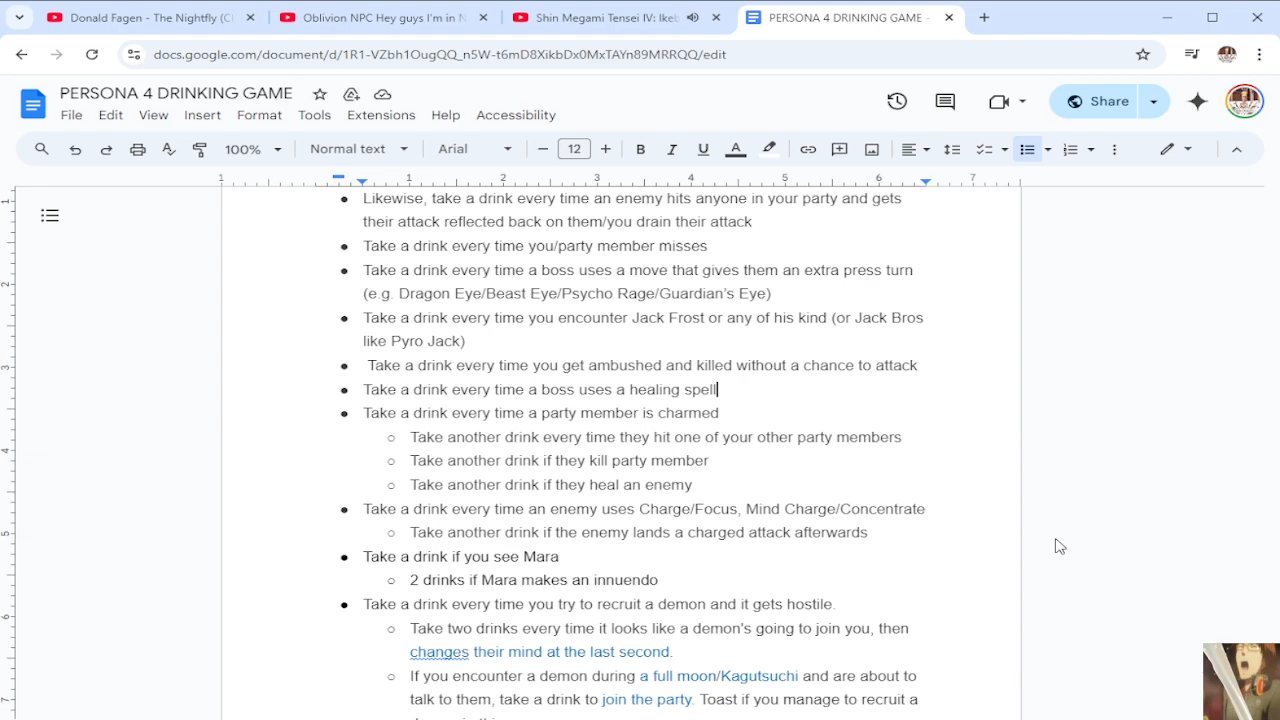 Donald Fagen - The Nightfly (C
Oblivion NPC Hey guys I'm in N
Shin Megami Tensei IV: Ikeb
PERSONA 4 DRINKING GAME -
docs.google.com/document/d/1R1-VZbh1OugQQ_n5W-t6mD8XikbDx0MxTAYn89MRRQQ/edit
PERSONA 4 DRINKING GAME
Share
File Edit View Insert Format Tools Extensions Help Accessibility
100% Normal text Arial 12 B I U A
1 1 2 3 4 5 6 7
Likewise, take a drink every time an enemy hits anyone in your party and gets
their attack reflected back on them/you drain their attack
Take a drink every time you/party member misses
Take a drink every time a boss uses a move that gives them an extra press turn
(e.g. Dragon Eye/Beast Eye/Psycho Rage/Guardian's Eye)
Take a drink every time you encounter Jack Frost or any of his kind (or Jack Bros
like Pyro Jack)
Take a drink every time you get ambushed and killed without a chance to attack
Take a drink every time a boss uses a healing spell
Take a drink every time a party member is charmed
Take another drink every time they hit one of your other party members
Take another drink if they kill party member
Take another drink if they heal an enemy
Take a drink every time an enemy uses Charge/Focus, Mind Charge/Concentrate
Take another drink if the enemy lands a charged attack afterwards
Take a drink if you see Mara
2 drinks if Mara makes an innuendo
Take a drink every time you try to recruit a demon and it gets hostile.
Take two drinks every time it looks like a demon's going to join you, then
changes their mind at the last second.
If you encounter a demon during a full moon/Kagutsuchi and are about to
talk to them, take a drink to join the party. Toast if you manage to recruit a